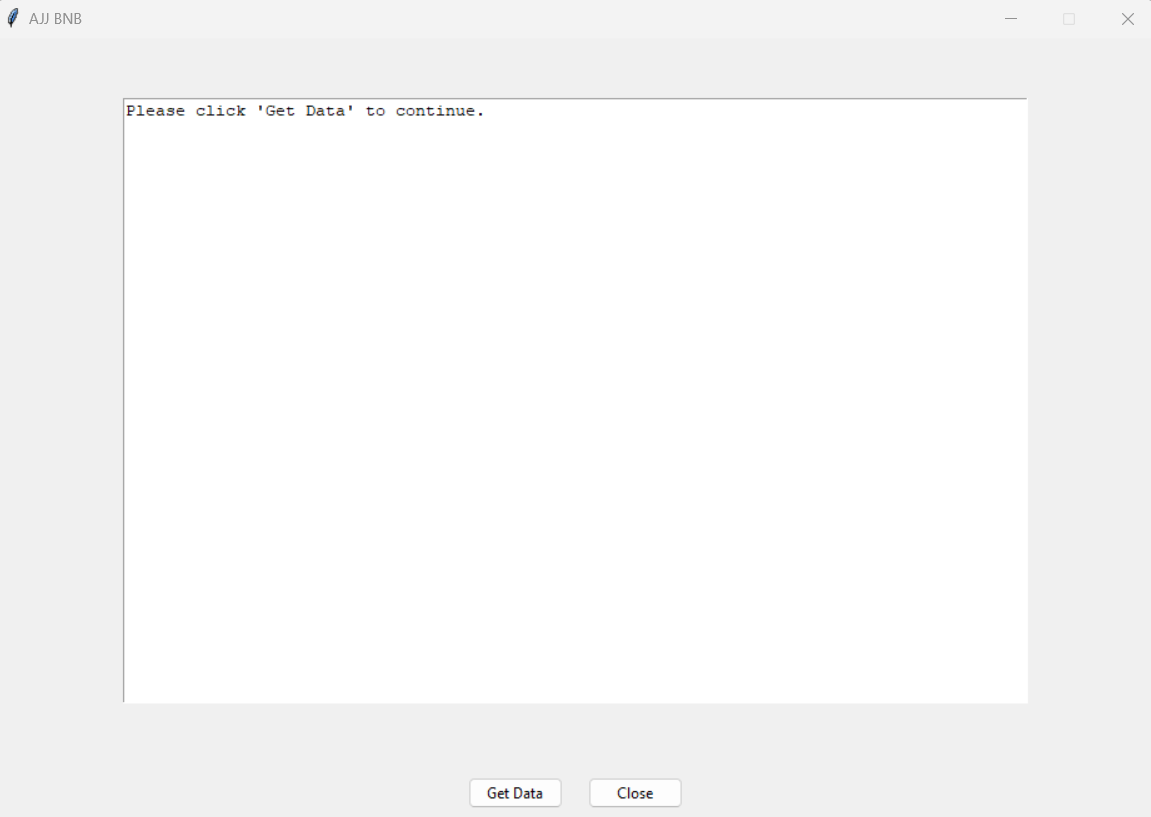 AJJ BNB
Please click 'Get Data' to continue.
Get Data
Close